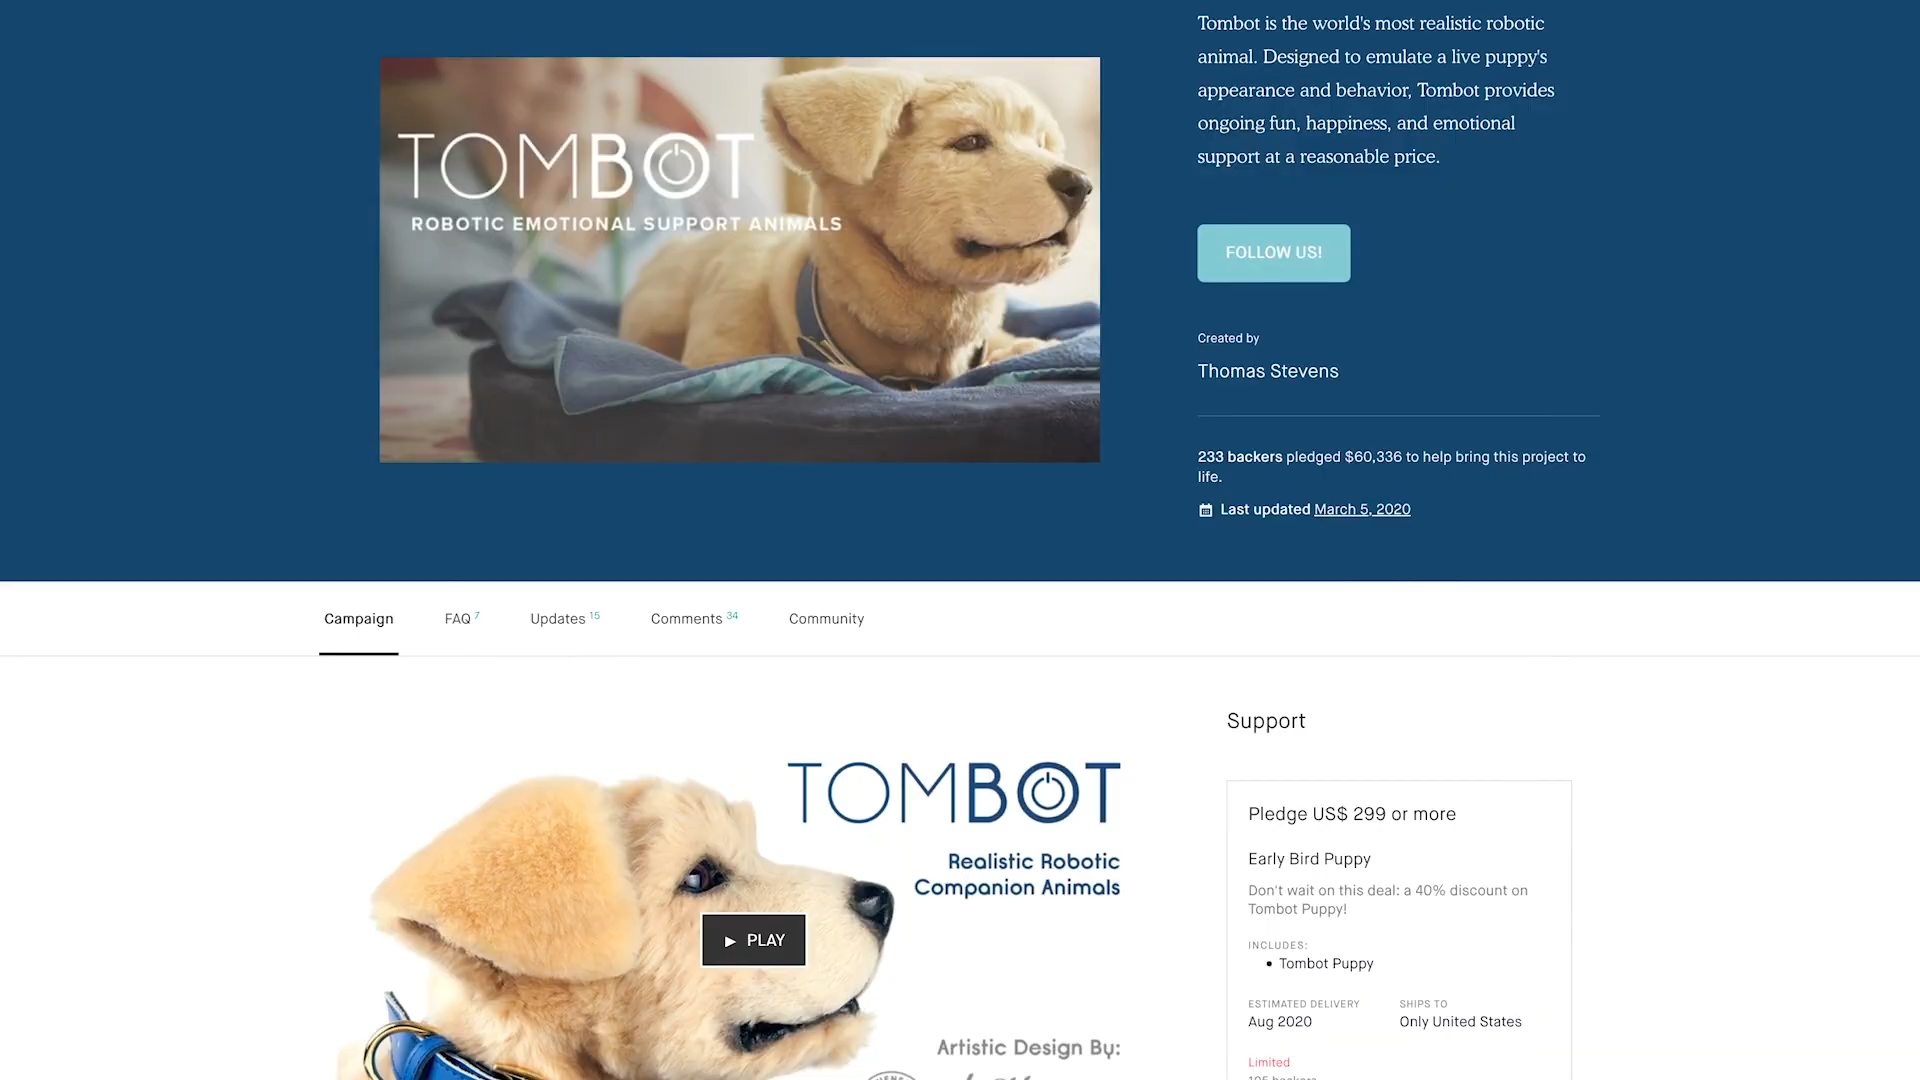 Tombot is the world's most realistic robotic
animal. Designed to emulate a live puppy's
appearance and behavior, Tombot provides
ongoing fun, happiness, and emotional
support at a reasonable price.
TOMBOT
ROBOTIC EMOTIONAL SUPPORT ANIMALS
FOLLOW US!
Created by
Thomas Stevens
233 backers pledged $60,336 to help bring this project to
life.
Last updated March 5, 2020
Campaign
FAQ 7
Updates 15
Comments 34
Community
TOMBOT
Realistic Robotic
Companion Animals
▶ PLAY
Artistic Design By:
Support
Pledge US$ 299 or more
Early Bird Puppy
Don't wait on this deal: a 40% discount on
Tombot Puppy!
INCLUDES:
• Tombot Puppy
ESTIMATED DELIVERY
Aug 2020
SHIPS TO
Only United States
Limited